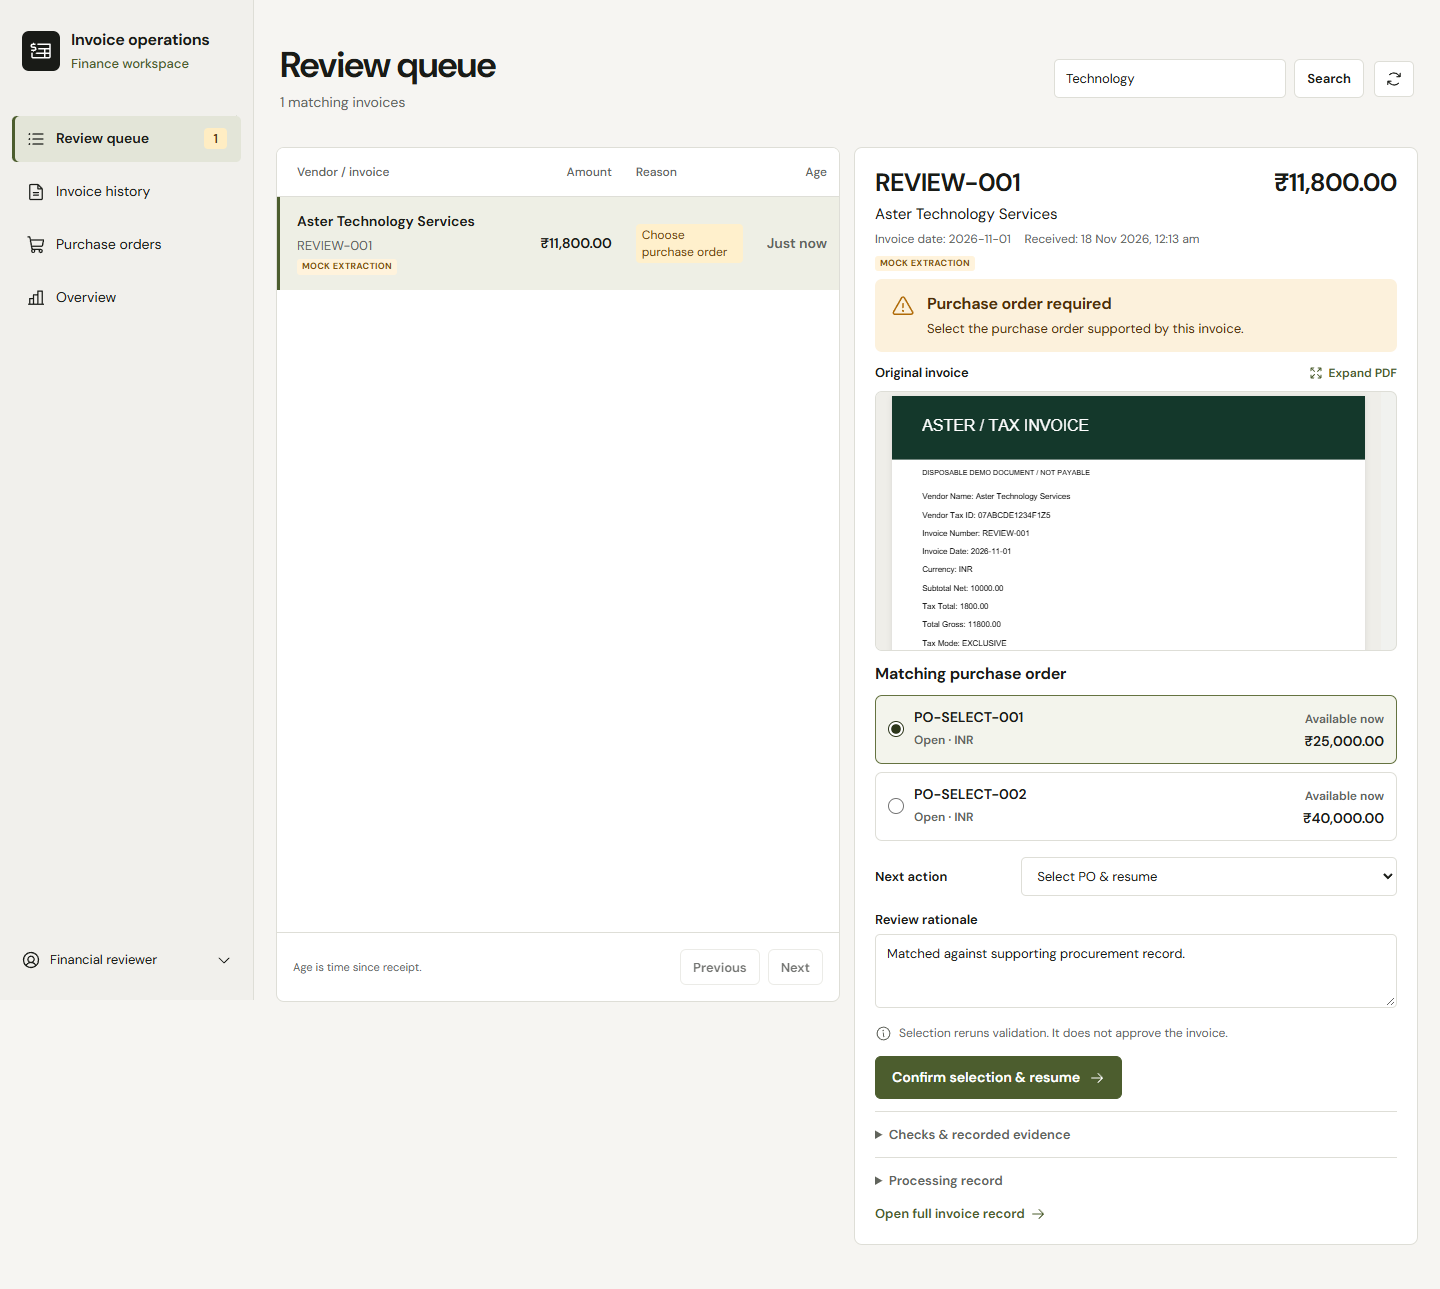 Invoice operations
Finance workspace
Review queue 1
Invoice history
Purchase orders
Overview
Financial reviewer
Review queue
1 matching invoices
Technology
Search
Vendor / invoice Amount Reason Age
Aster Technology Services
REVIEW-001
MOCK EXTRACTION
₹11,800.00
Choose
purchase order
Just now
Age is time since receipt.
Previous Next
REVIEW-001 ₹11,800.00
Aster Technology Services
Invoice date: 2026-11-01 Received: 18 Nov 2026, 12:13 am
MOCK EXTRACTION
Purchase order required
Select the purchase order supported by this invoice.
Original invoice Expand PDF
ASTER / TAX INVOICE
DISPOSABLE DEMO DOCUMENT / NOT PAYABLE
Vendor Name: Aster Technology Services
Vendor Tax ID: 07ABCDE1234F1Z5
Invoice Number: REVIEW-001
Invoice Date: 2026-11-01
Currency: INR
Subtotal Net: 10000.00
Tax Total: 1800.00
Total Gross: 11800.00
Tax Mode: EXCLUSIVE
Matching purchase order
PO-SELECT-001 Available now
Open · INR ₹25,000.00
PO-SELECT-002 Available now
Open · INR ₹40,000.00
Next action Select PO & resume
Review rationale
Matched against supporting procurement record.
Selection reruns validation. It does not approve the invoice.
Confirm selection & resume →
Checks & recorded evidence
Processing record
Open full invoice record →